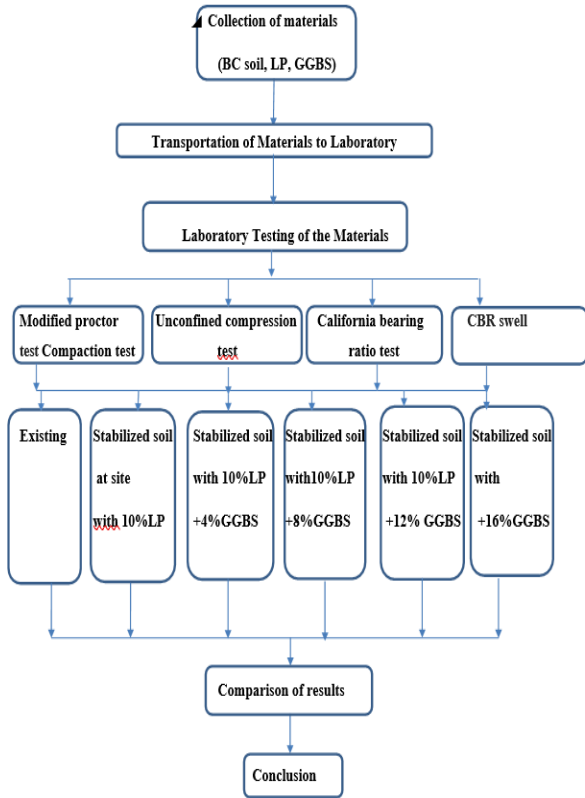 Collection of materials
(BC soil, LP, GGBS)
Transportation of Materials to Laboratory
Laboratory Testing of the Materials
Modified proctor
test Compaction test
Unconfined compression
test
California bearing
ratio test
CBR swell
Existing
Stabilized soil
at site
with 10%LP
Stabilized soil
with 10%LP
+4%GGBS
Stabilized soil
with10%LP
+8%GGBS
Stabilized soil
with 10%LP
+12% GGBS
Stabilized soil
with
+16%GGBS
Comparison of results
Conclusion